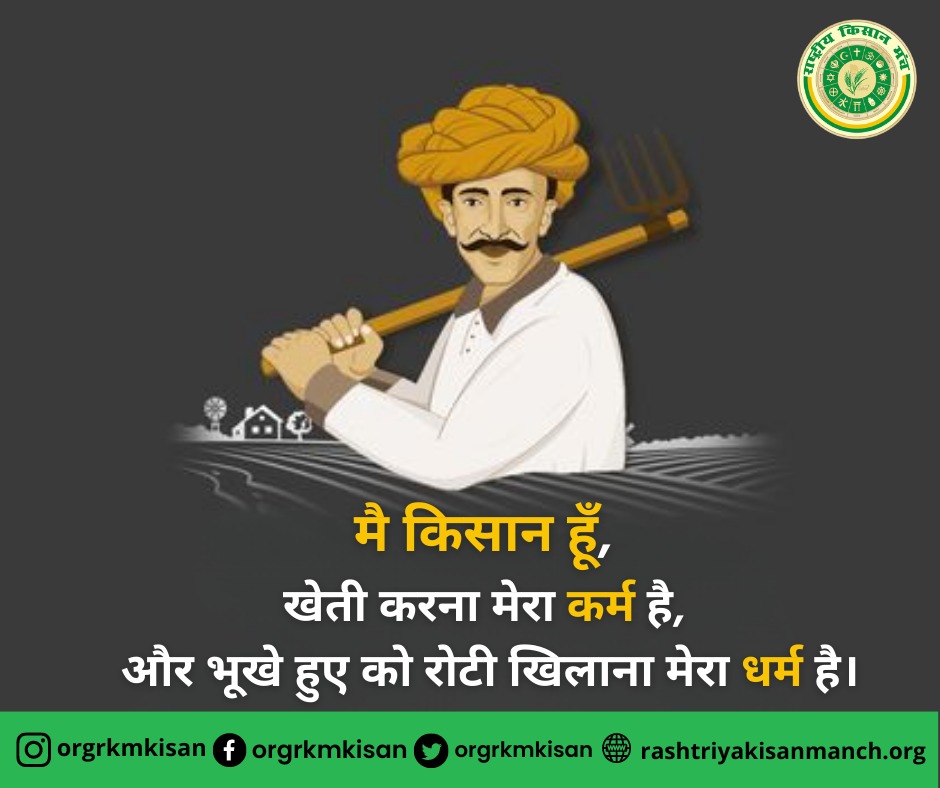 राष्ट्रीय किसान मंच
मै किसान हूँ,
खेती करना मेरा कर्म है,
और भूखे हुए को रोटी खिलाना मेरा धर्म है।
orgrkmkisan orgrkmkisan orgrkmkisan rashtriyakisanmanch.org